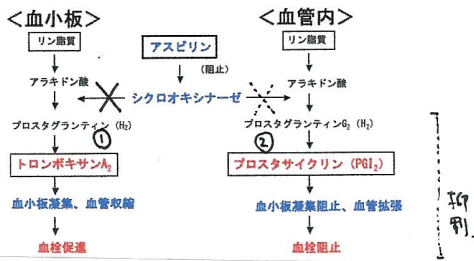 ＜血小板＞
リン脂質
アラキドン酸
プロスタグランティン (H₂)
①
トロンボキサンA₂
血小板凝集、血管収縮
血栓促進
アスピリン
(阻止)
シクロオキシナーゼ
＜血管内＞
リン脂質
アラキドン酸
プロスタグランティンG₂ (H₂)
②
プロスタサイクリン (PGI₂)
血小板凝集阻止、血管拡張
血栓阻止